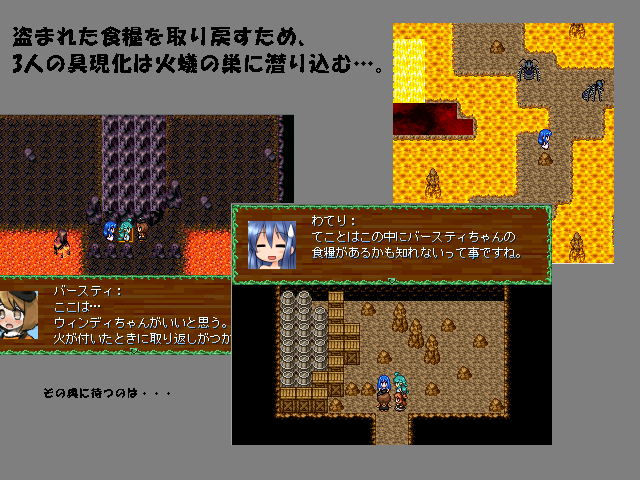 盗まれた食糧を取り戻すため、
3人の具現化は火蟻の巣に潜り込む…。
わてり：
てことはこの中にバースティちゃんの
食糧があるかも知れないって事ですね。
バースティ：
ここは…
ウィンディちゃんがいいと思う。
火が付いたときに取り返しがつか
その奥に待つのは・・・